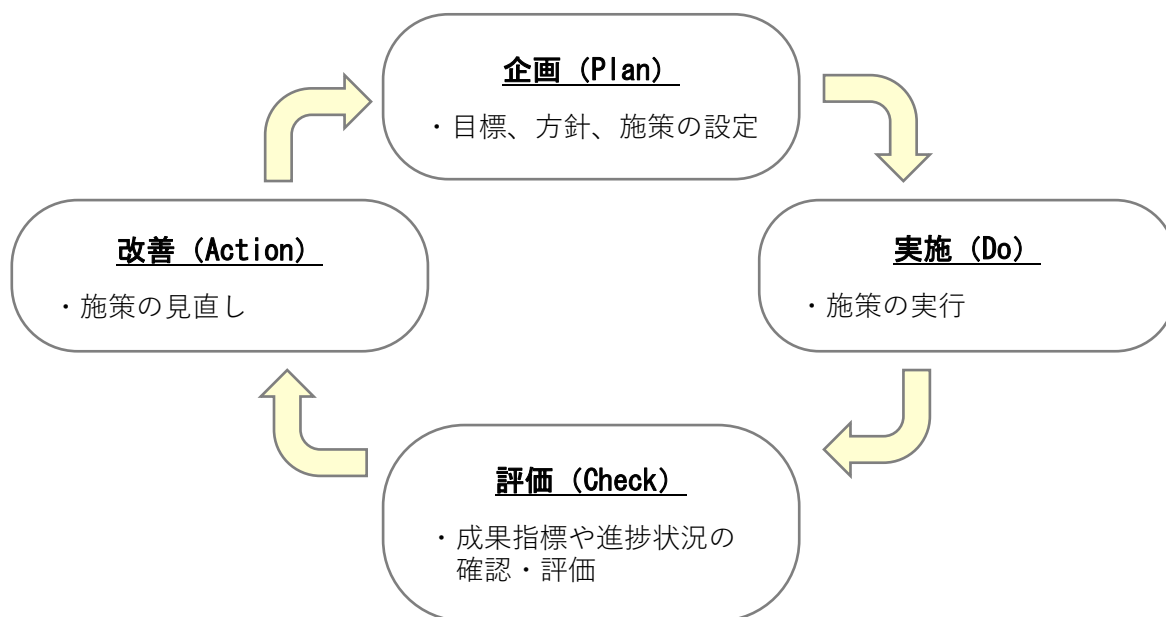 企画（Plan）
・目標、方針、施策の設定
改善（Action）
・施策の見直し
実施（Do）
・施策の実行
評価（Check）
・成果指標や進捗状況の
確認・評価